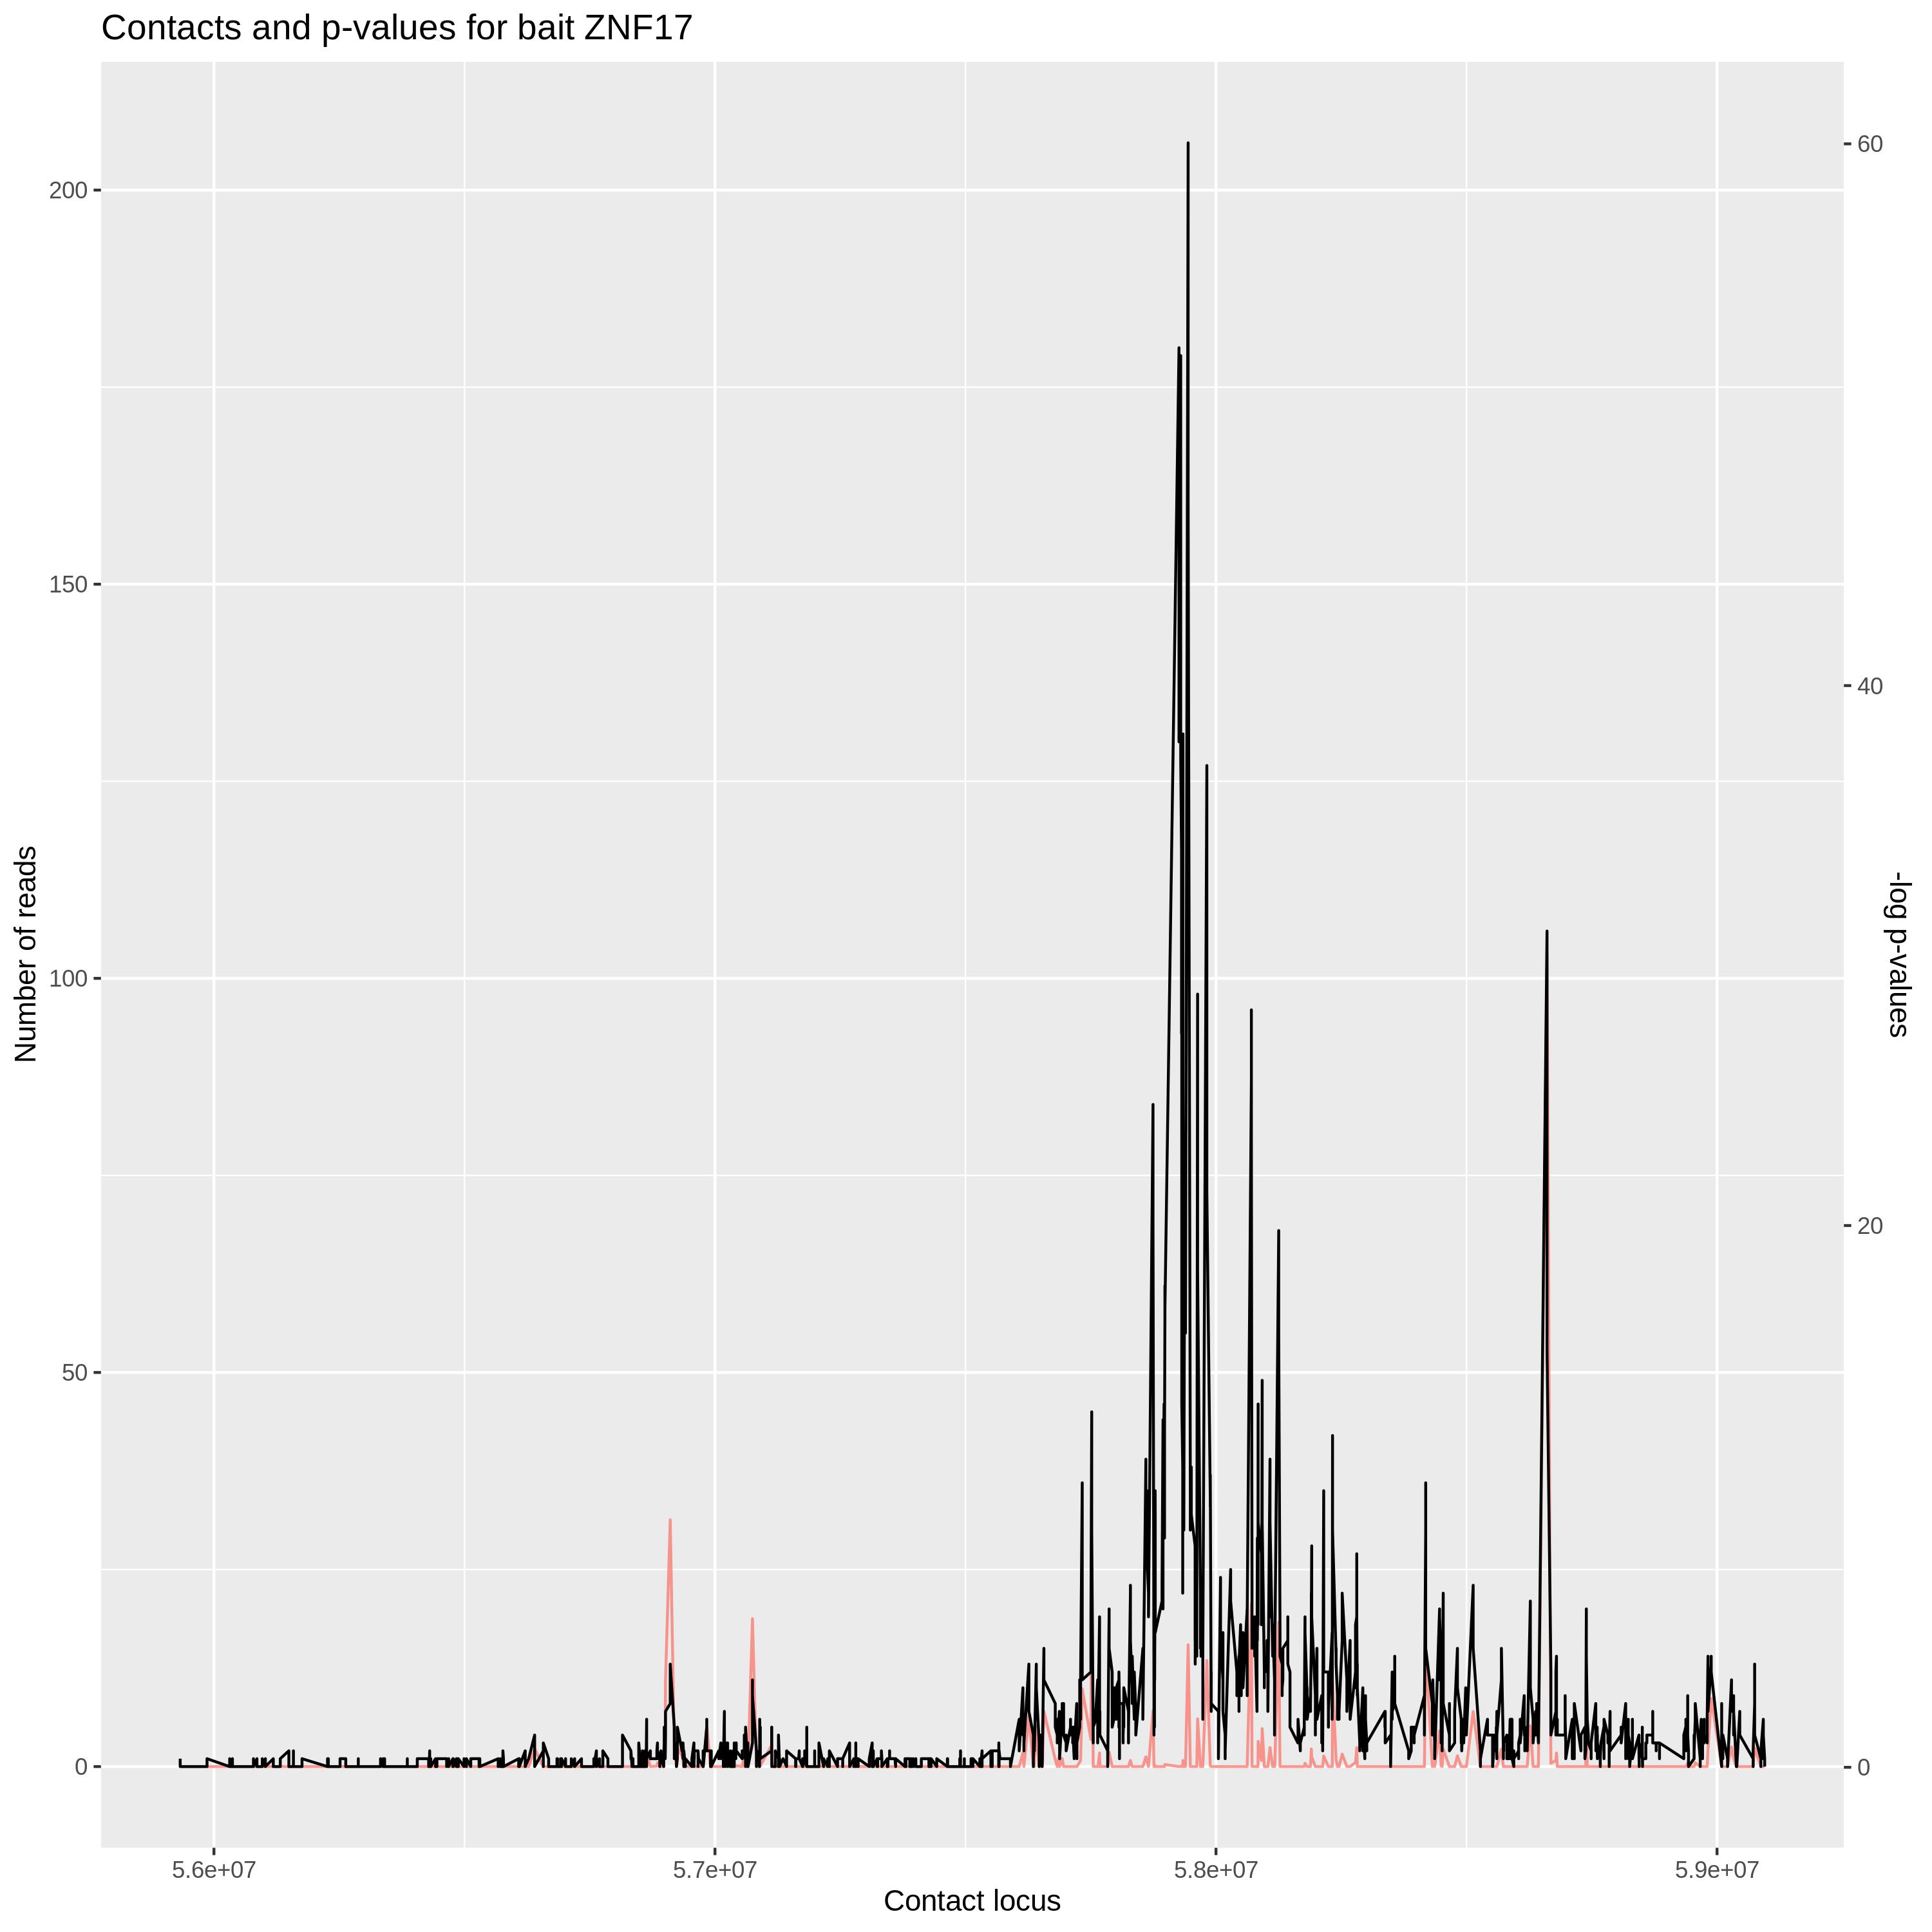 Contacts and p-values for bait ZNF17
200
150
100
50
0
Number of reads
60
40
20
0
-log p-values
5.6e+07
5.7e+07
5.8e+07
5.9e+07
Contact locus